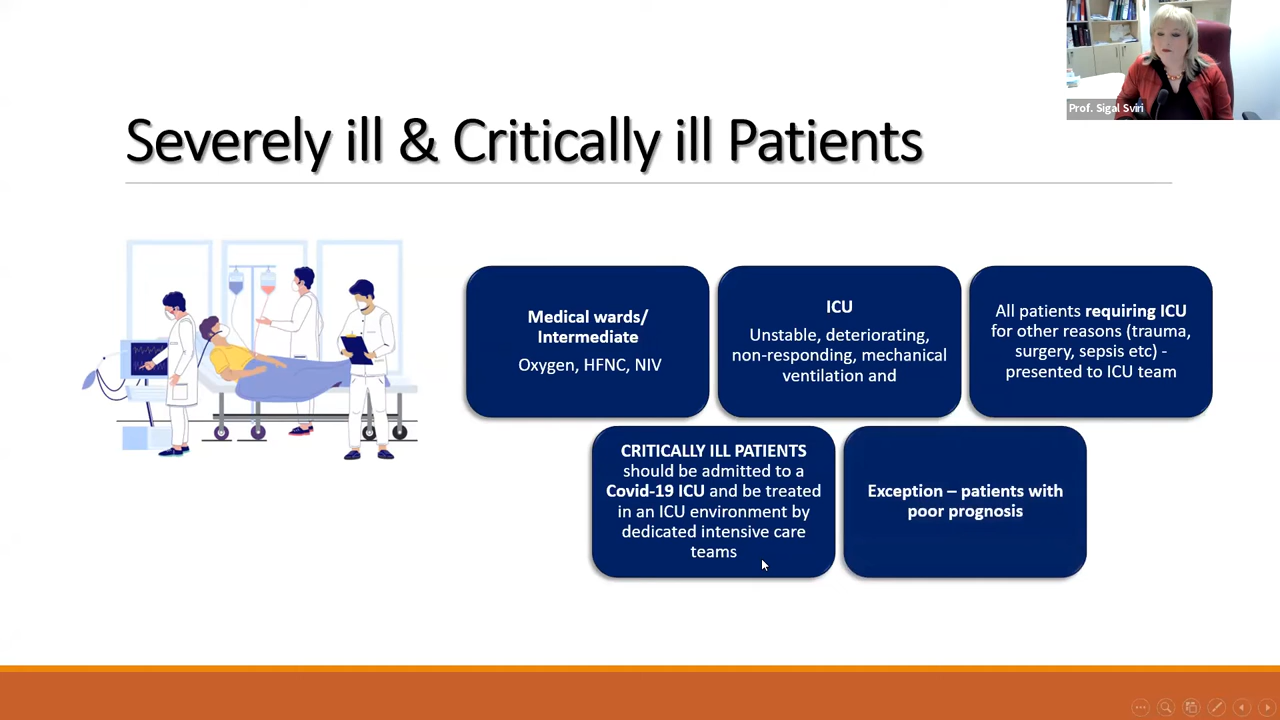 Prof. Sigal Sviri
Severely ill & Critically ill Patients
Medical wards/
Intermediate
Oxygen, HFNC, NIV
ICU
Unstable, deteriorating,
non-responding, mechanical
ventilation and
All patients requiring ICU
for other reasons (trauma,
surgery, sepsis etc) -
presented to ICU team
CRITICALLY ILL PATIENTS
should be admitted to a
Covid-19 ICU and be treated
in an ICU environment by
dedicated intensive care
teams
Exception – patients with
poor prognosis